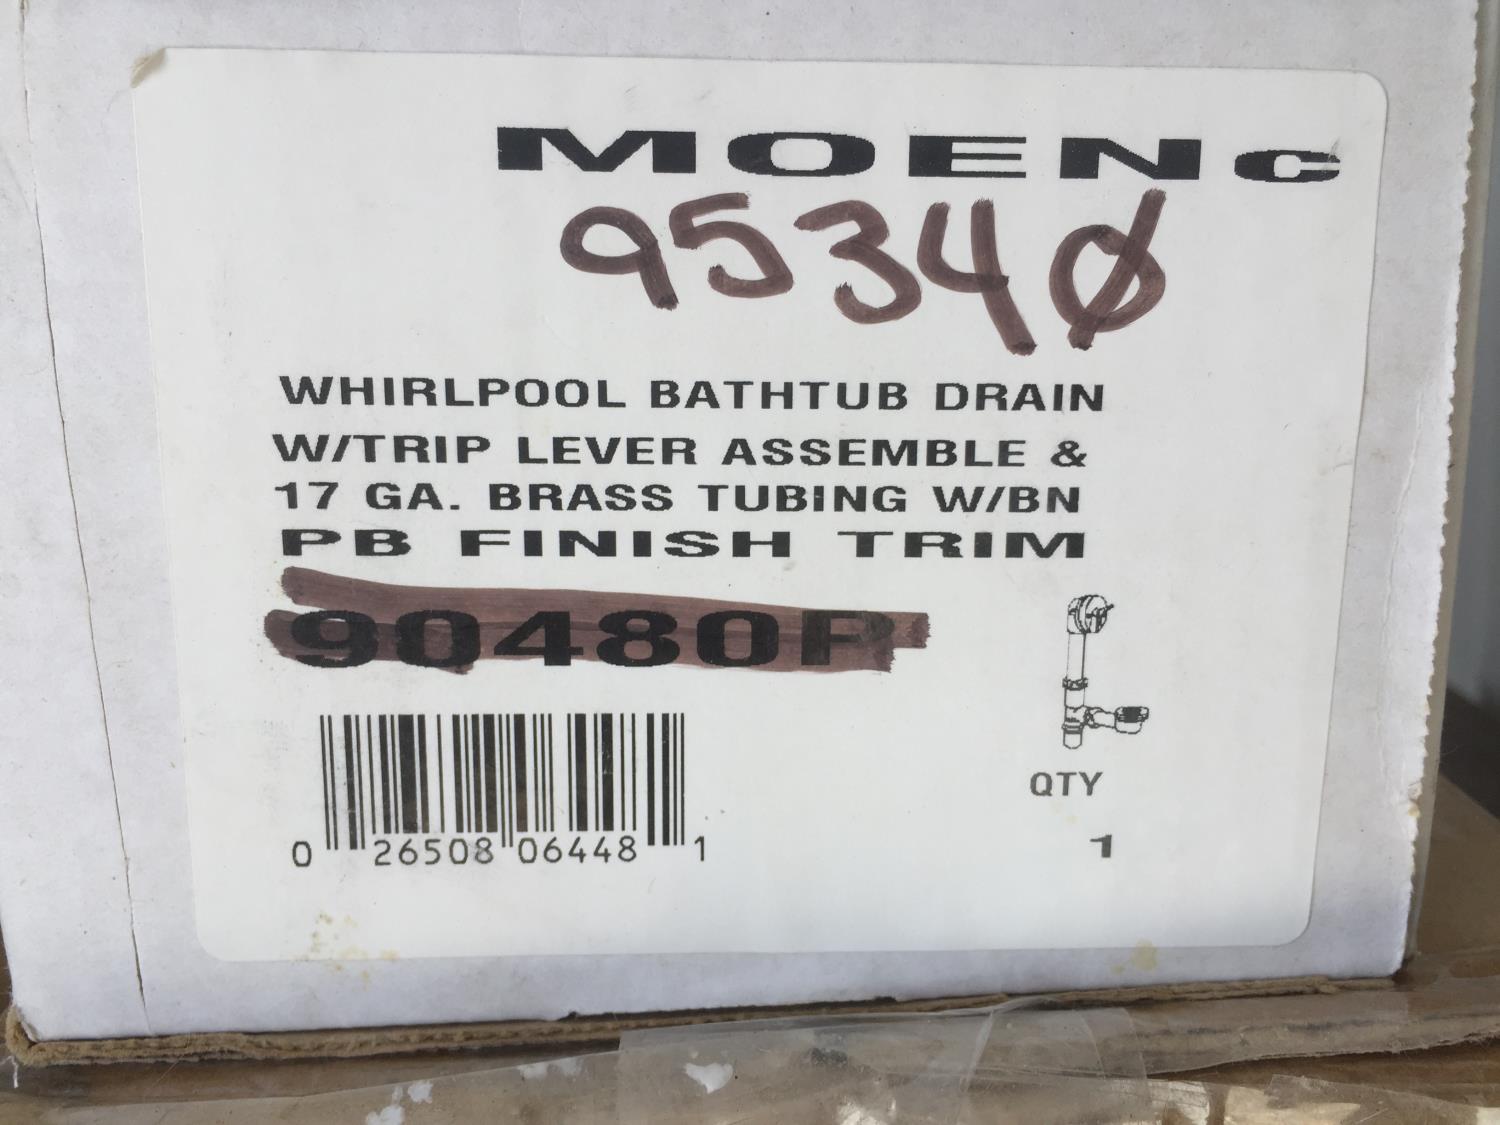 MOEN C
9534Ø
WHIRLPOOL BATHTUB DRAIN
W/TRIP LEVER ASSEMBLE &
17 GA. BRASS TUBING W/BN
PB FINISH TRIM
90480P
0 26508 06448 1
QTY
1